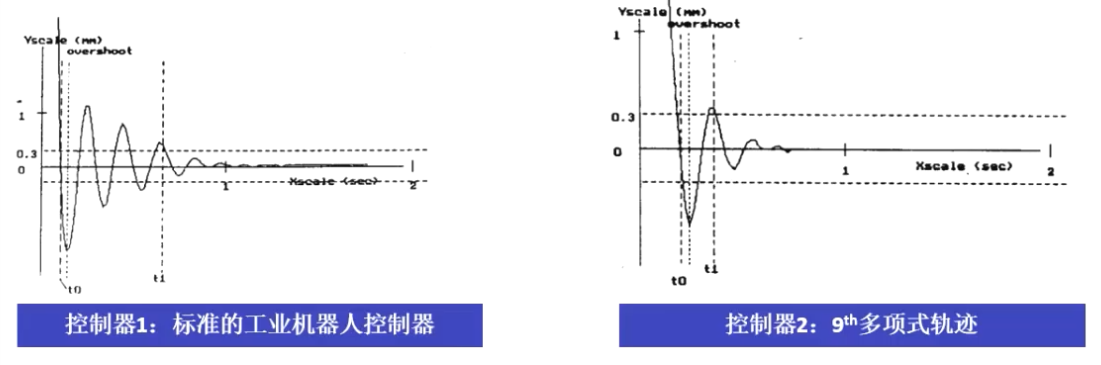 Yscale (mm)
overshoot
1
0.3
0
1
Xscale (sec)
2
t0
t1
控制器1：标准的工业机器人控制器
Yscale (mm)
overshoot
1
0.3
0
1
Xscale (sec)
2
t0
t1
控制器2：9th多项式轨迹